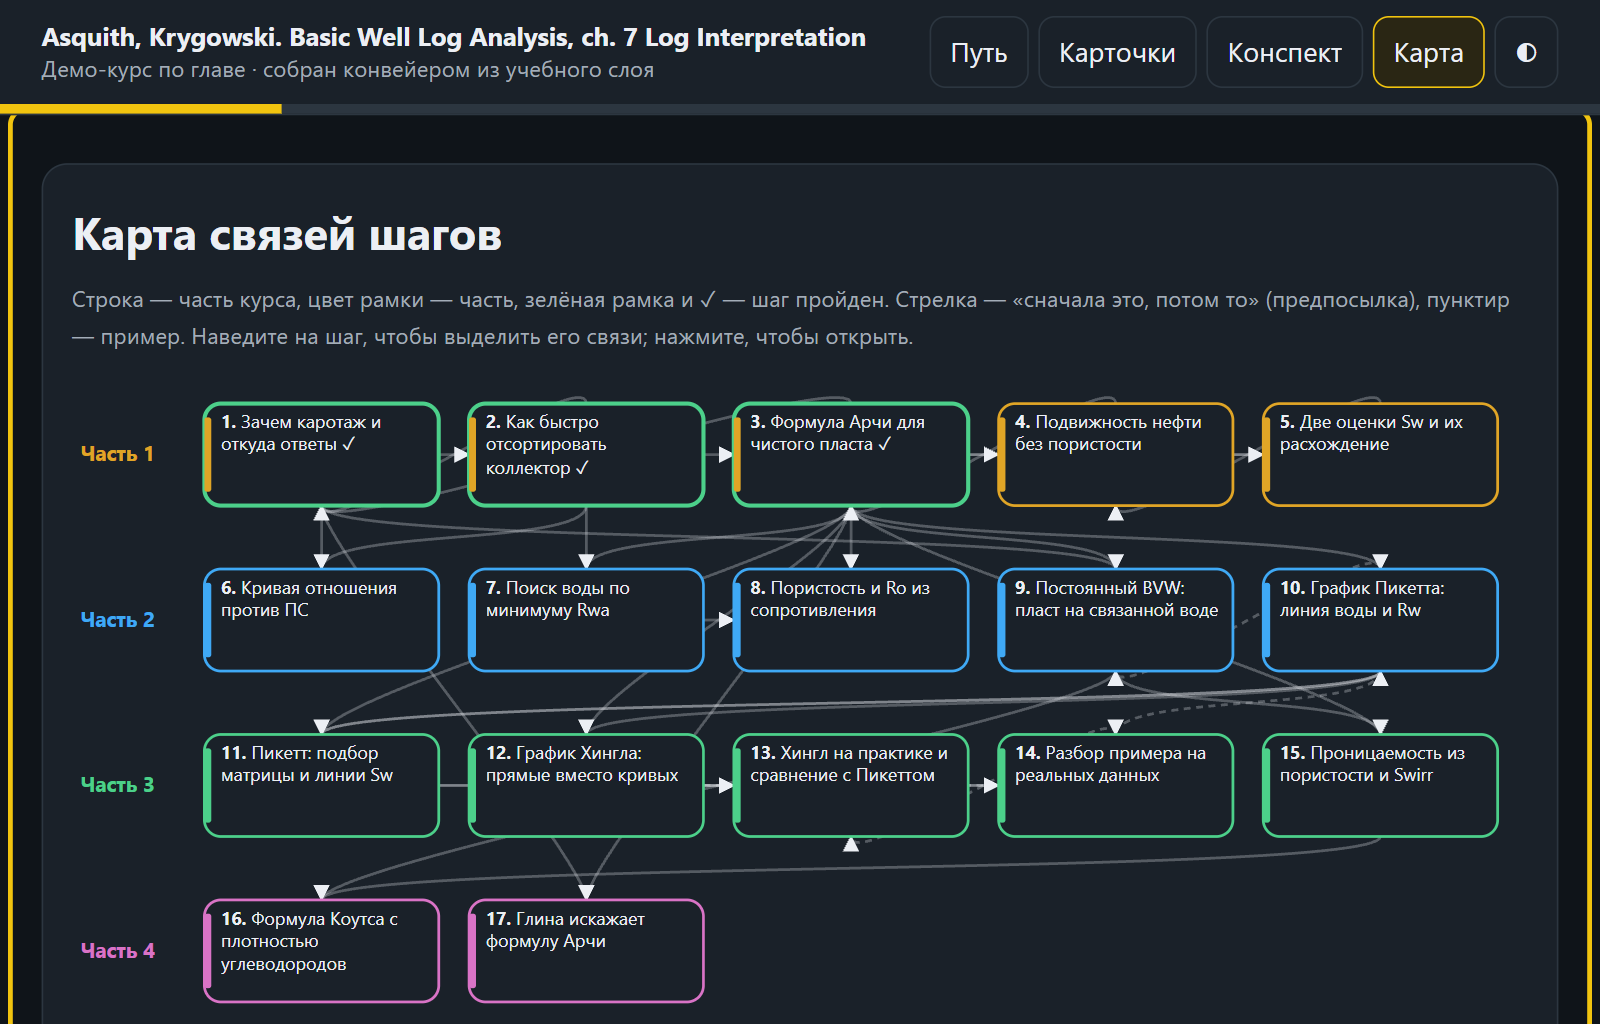 Asquith, Krygowski. Basic Well Log Analysis, ch. 7 Log Interpretation
Демо-курс по главе · собран конвейером из учебного слоя
Путь
Карточки
Конспект
Карта
Карта связей шагов
Строка — часть курса, цвет рамки — часть, зелёная рамка и ✓ — шаг пройден. Стрелка — «сначала это, потом то» (предпосылка), пунктир
— пример. Наведите на шаг, чтобы выделить его связи; нажмите, чтобы открыть.
Часть 1
1. Зачем каротаж и
откуда ответы ✓
2. Как быстро
отсортировать
коллектор ✓
3. Формула Арчи для
чистого пласта ✓
4. Подвижность нефти
без пористости
5. Две оценки Sw и их
расхождение
Часть 2
6. Кривая отношения
против ПС
7. Поиск воды по
минимуму Rwa
8. Пористость и Ro из
сопротивления
9. Постоянный BVW:
пласт на связанной воде
10. График Пикетта:
линия воды и Rw
Часть 3
11. Пикетт: подбор
матрицы и линии Sw
12. График Хингла:
прямые вместо кривых
13. Хингл на практике и
сравнение с Пикеттом
14. Разбор примера на
реальных данных
15. Проницаемость из
пористости и Swirr
Часть 4
16. Формула Коутса с
плотностью
углеводородов
17. Глина искажает
формулу Арчи